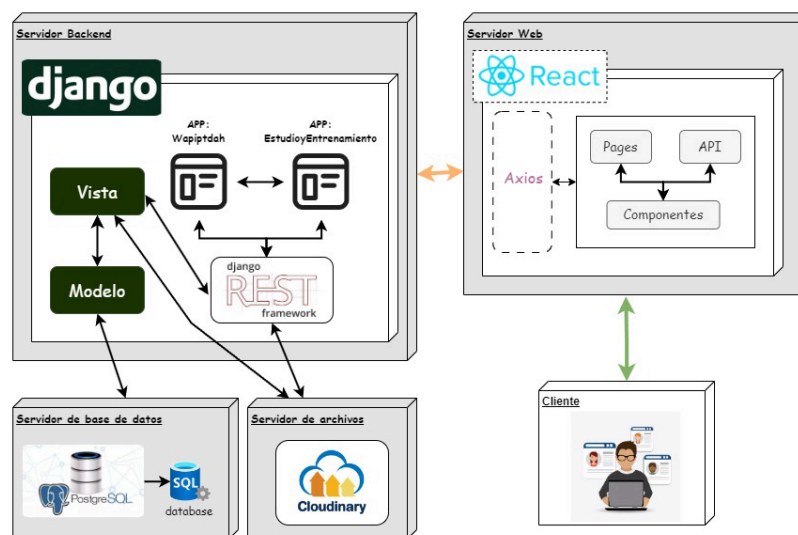 Servidor Backend
django
APP:
Wapiptdah
APP:
EstudioyEntrenamiento
Vista
Modelo
django
REST
framework
Servidor Web
React
Axios
Pages
API
Componentes
Servidor de base de datos
PostgreSQL
SQL
database
Servidor de archivos
Cloudinary
Cliente